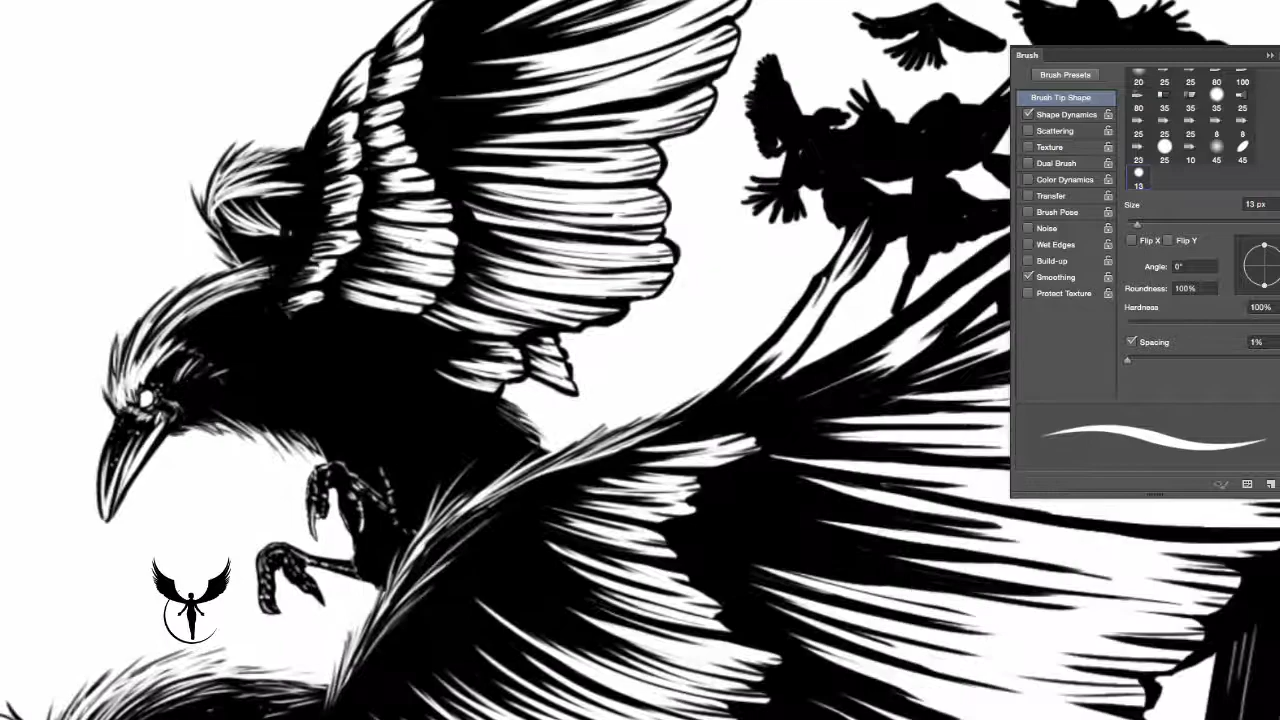 Brush
Brush Presets
20 25 25 80 100
Brush Tip Shape
80 35 35 35 25
Shape Dynamics
Scattering
25 25 25 8 8
Texture
Dual Brush
23 25 10 45 45
Color Dynamics
13
Transfer
Size 13 px
Brush Pose
Noise
Flip X Flip Y
Wet Edges
Build-up
Angle: 0°
Smoothing
Roundness: 100%
Protect Texture
Hardness 100%
Spacing 1%